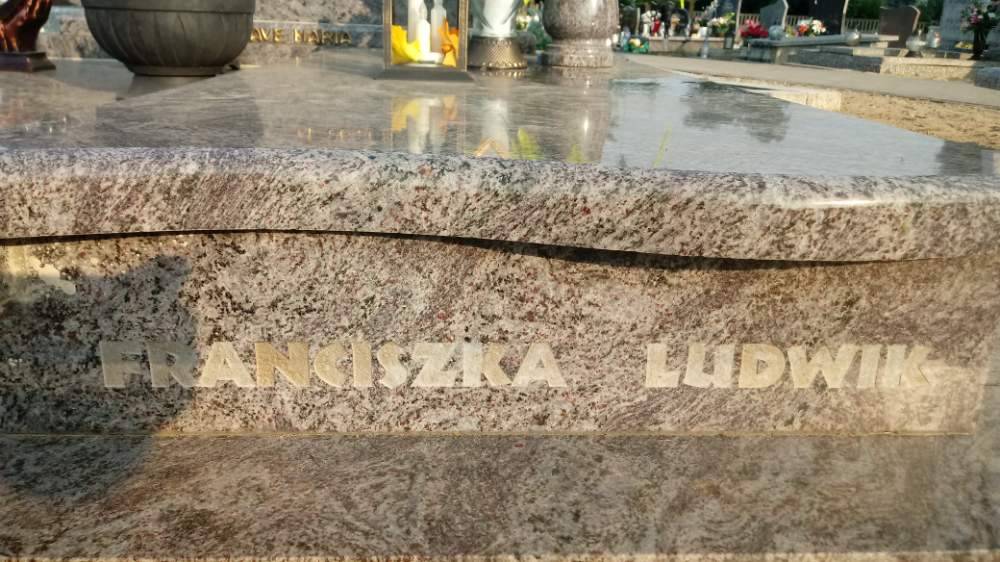 AVE MARIA
FRANCISZKA LUDWIK